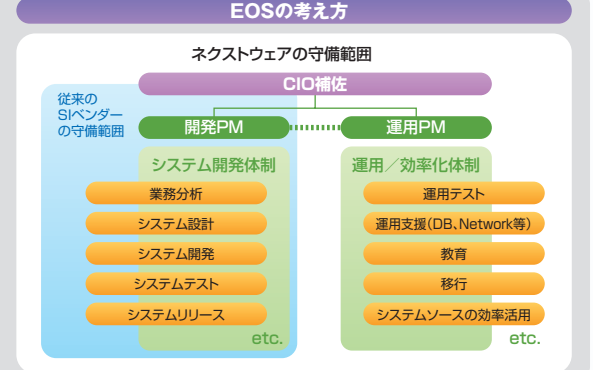 EOSの考え方
ネクストウェアの守備範囲
CIO補佐
従来の
SIベンダー
の守備範囲
開発PM
運用PM
システム開発体制
運用／効率化体制
業務分析
運用テスト
システム設計
運用支援(DB、Network等)
システム開発
教育
システムテスト
移行
システムリリース
システムソースの効率活用
etc.
etc.